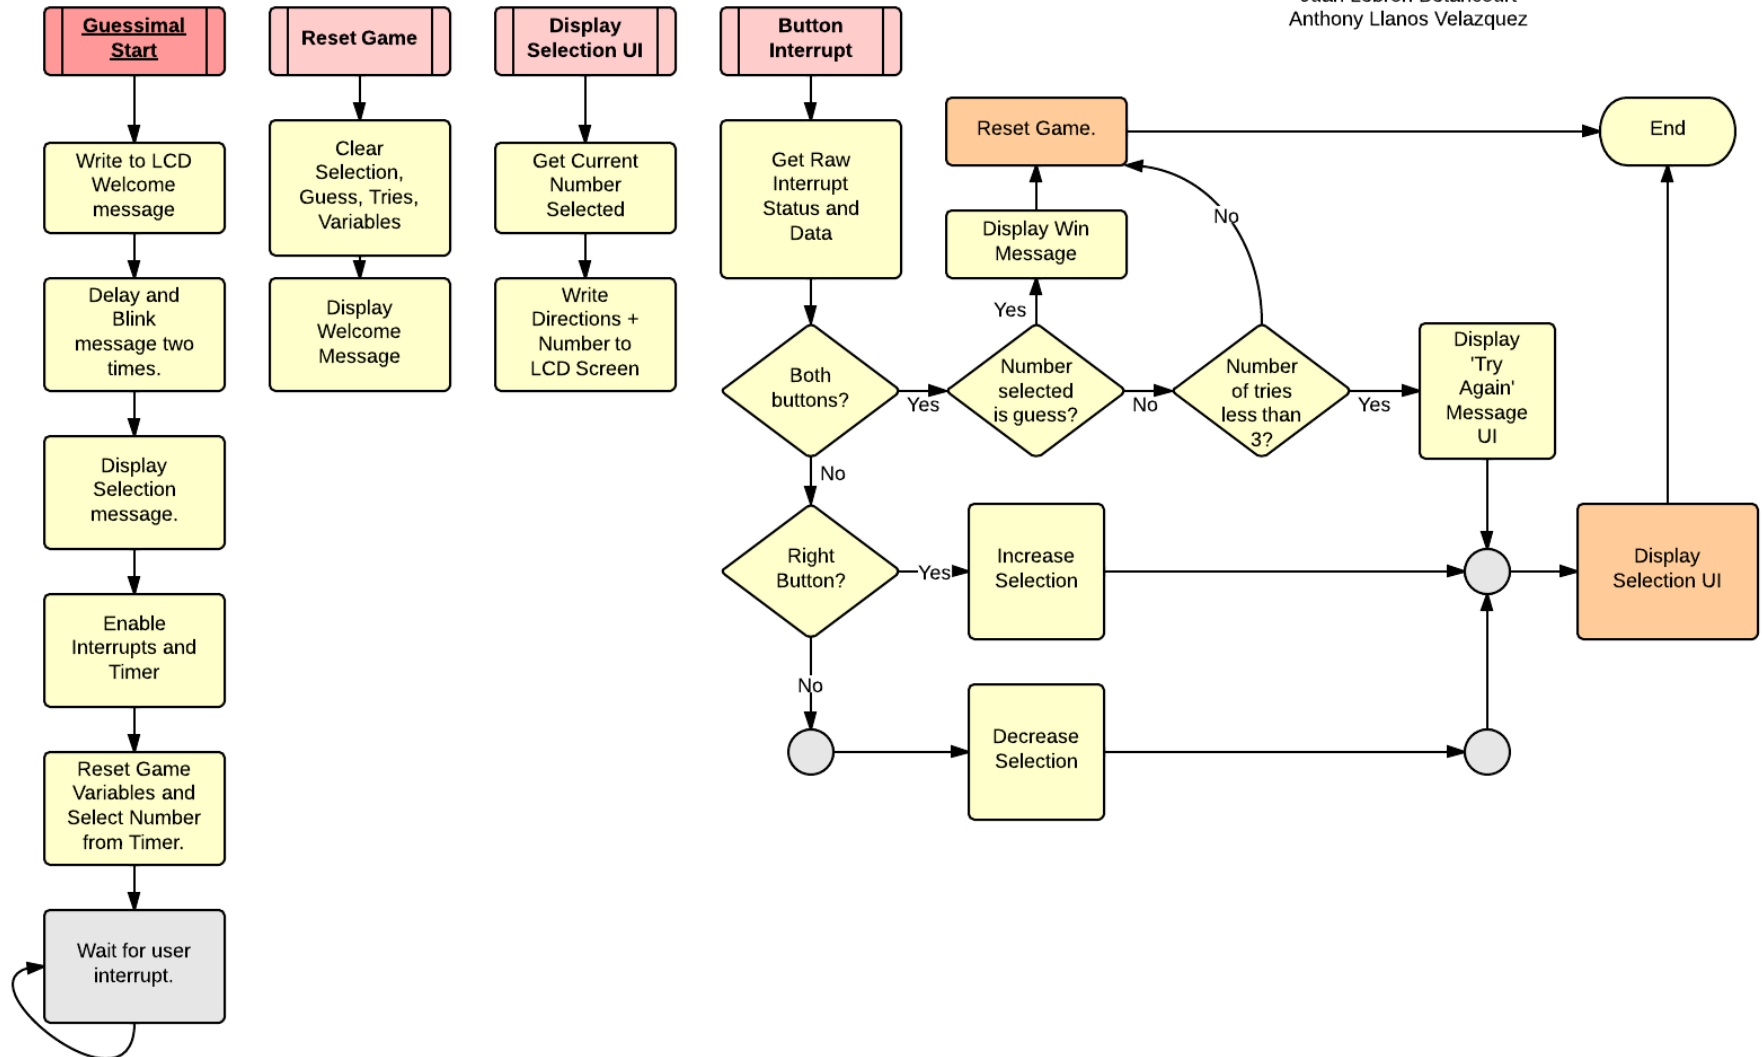 Anthony Llanos Velazquez
Guessimal
Start
Write to LCD
Welcome
message
Delay and
Blink
message two
times.
Display
Selection
message.
Enable
Interrupts and
Timer
Reset Game
Variables and
Select Number
from Timer.
Wait for user
interrupt.
Reset Game
Clear
Selection,
Guess, Tries,
Variables
Display
Welcome
Message
Display
Selection UI
Get Current
Number
Selected
Write
Directions +
Number to
LCD Screen
Button
Interrupt
Get Raw
Interrupt
Status and
Data
Both
buttons?
Yes
No
Number
selected
is guess?
Yes
No
Display Win
Message
Reset Game.
Number
of tries
less than
3?
No
Yes
Display
'Try
Again'
Message
UI
Right
Button?
Yes
No
Increase
Selection
Decrease
Selection
Display
Selection UI
End